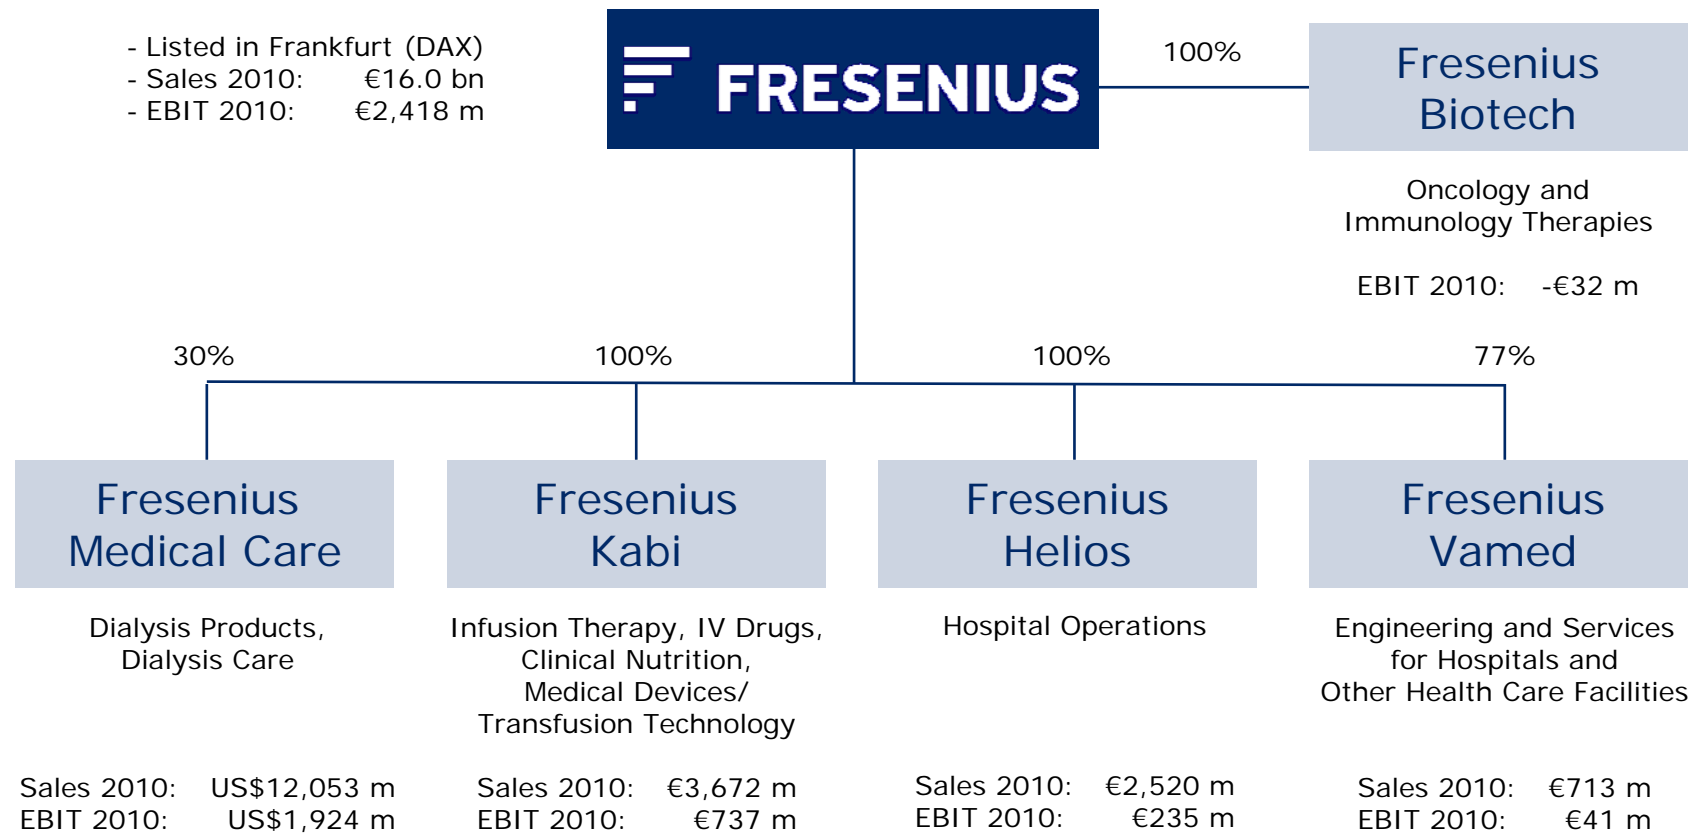 - Listed in Frankfurt (DAX)
- Sales 2010: €16.0 bn
- EBIT 2010: €2,418 m
FRESENIUS
100%
Fresenius
Biotech
Oncology and
Immunology Therapies
EBIT 2010: -€32 m
30%
100%
100%
77%
Fresenius
Medical Care
Dialysis Products,
Dialysis Care
Sales 2010: US$12,053 m
EBIT 2010: US$1,924 m
Fresenius
Kabi
Infusion Therapy, IV Drugs,
Clinical Nutrition,
Medical Devices/
Transfusion Technology
Sales 2010: €3,672 m
EBIT 2010: €737 m
Fresenius
Helios
Hospital Operations
Sales 2010: €2,520 m
EBIT 2010: €235 m
Fresenius
Vamed
Engineering and Services
for Hospitals and
Other Health Care Facilities
Sales 2010: €713 m
EBIT 2010: €41 m